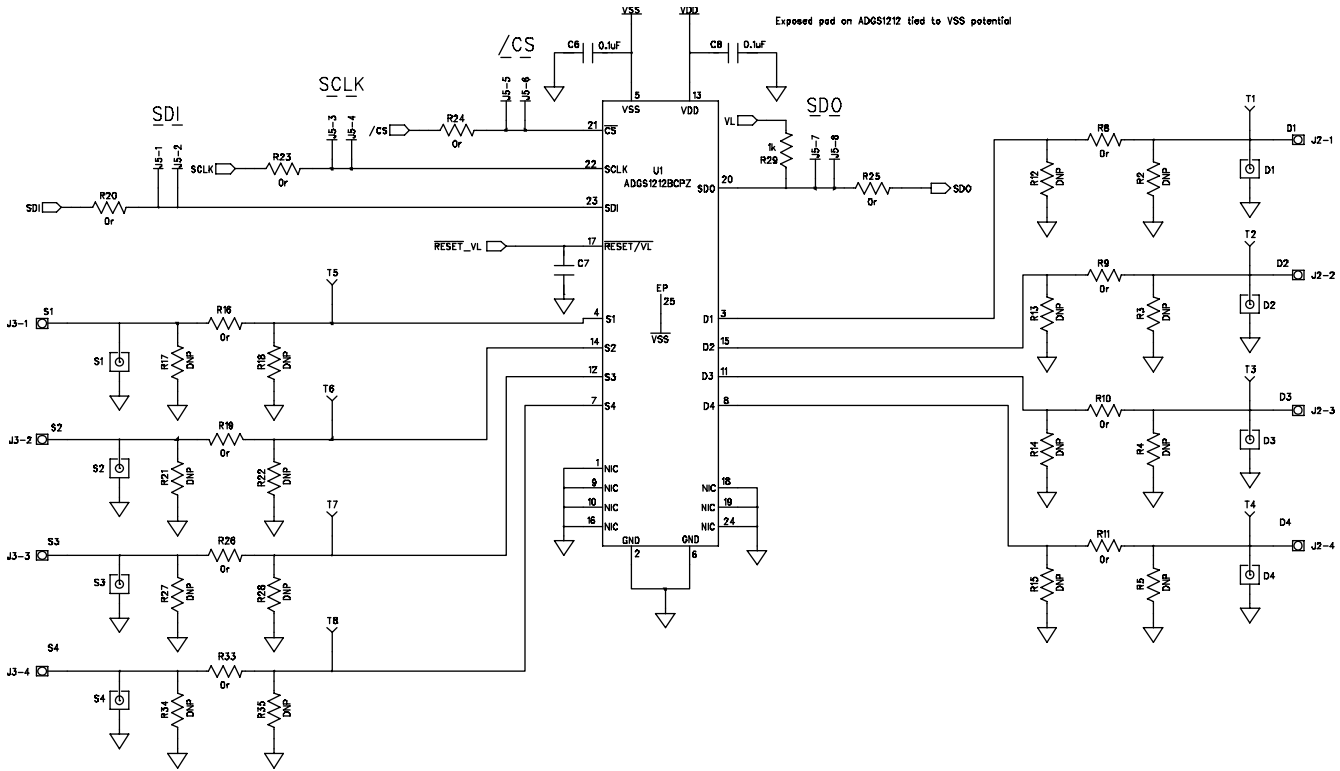 VSS
VDD
Exposed pad on ADGS1212 tied to VSS potential
C6
0.1uF
C8
0.1uF
/CS
J5-5
J5-6
SCLK
J5-3
J5-4
SDI
J5-1
J5-2
5
VSS
13
VDD
/CS
R24
0r
21
CS
SCLK
R23
0r
22
SCLK
SDI
R20
0r
23
SDI
U1
ADGS1212BCPZ
VL
1k
R29
SDO
J5-7
J5-8
20
SDO
R25
0r
SDO
RESET_VL
17
RESET/VL
C7
EP
25
VSS
J3-1
S1
S1
R17
DNP
R16
0r
R18
DNP
T5
4
S1
J3-2
S2
S2
R21
DNP
R19
0r
R22
DNP
T6
14
S2
J3-3
S3
S3
R27
DNP
R26
0r
R28
DNP
T7
12
S3
J3-4
S4
S4
R34
DNP
R33
0r
R35
DNP
T8
7
S4
1
NIC
9
NIC
10
NIC
16
NIC
GND
2
GND
6
NIC
18
NIC
19
NIC
24
D1
3
R12
DNP
R8
0r
R2
DNP
T1
D1
D1
J2-1
D2
15
R13
DNP
R9
0r
R3
DNP
T2
D2
D2
J2-2
D3
11
R14
DNP
R10
0r
R4
DNP
T3
D3
D3
J2-3
D4
8
R15
DNP
R11
0r
R5
DNP
T4
D4
D4
J2-4